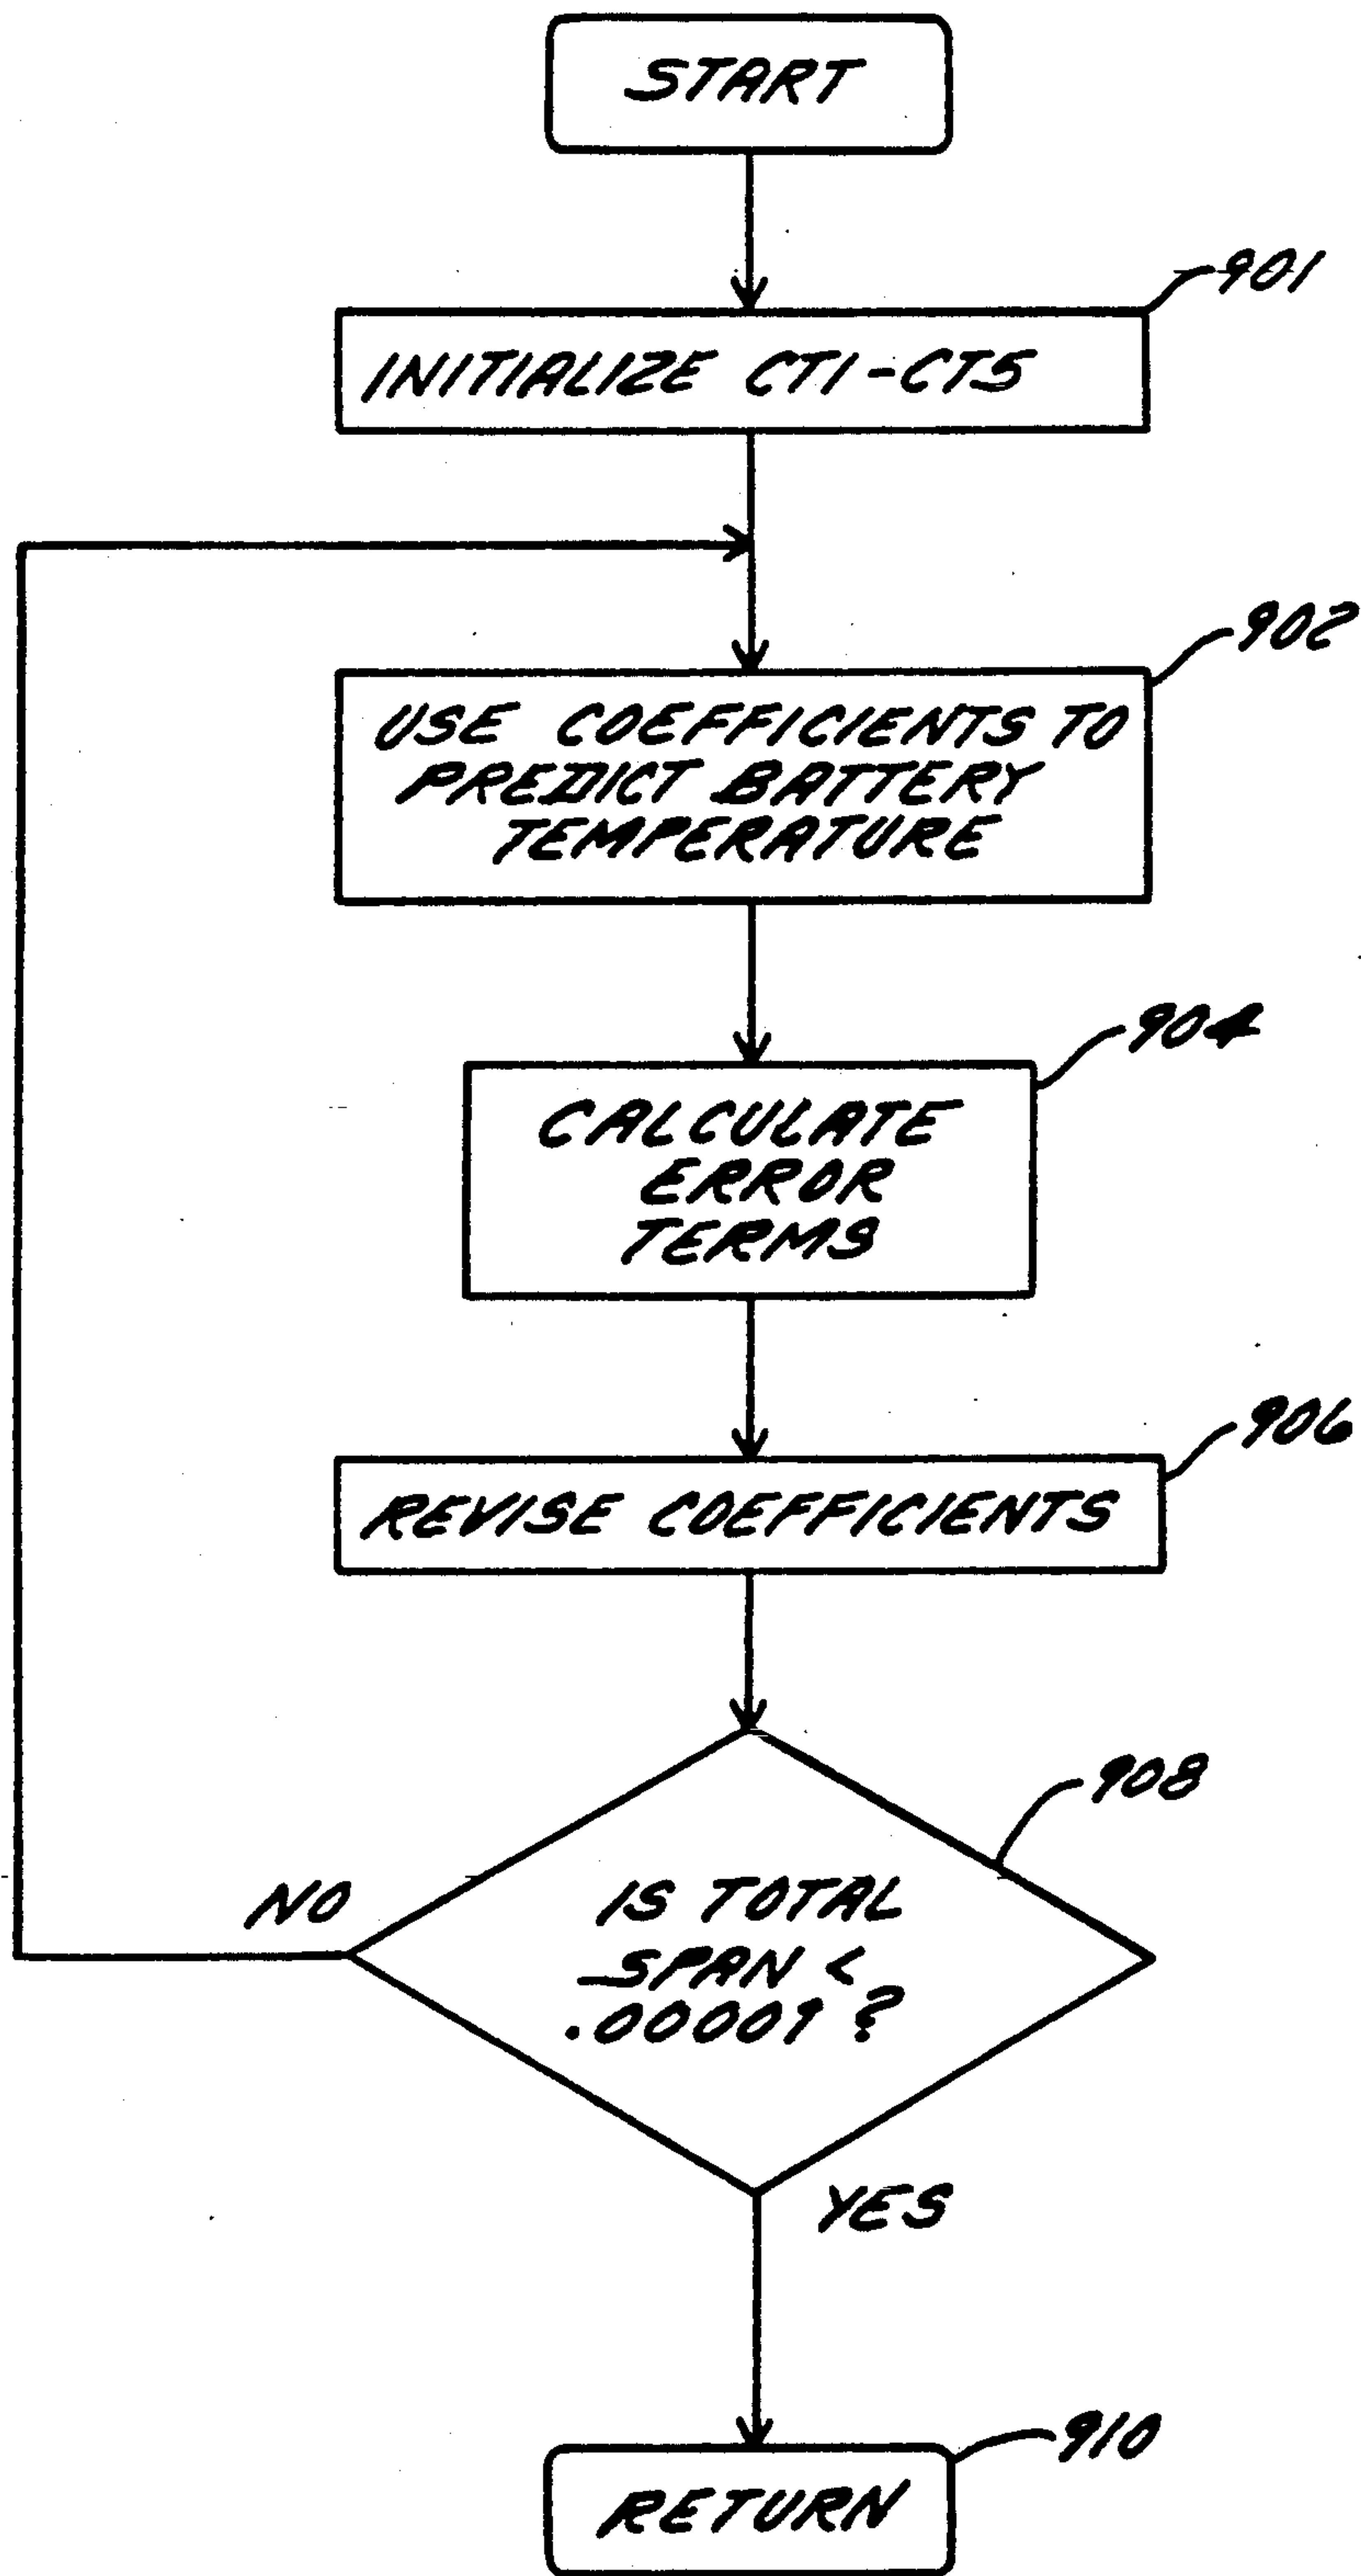 START
901
INITIALIZE CT1-CT5
902
USE COEFFICIENTS TO
PREDICT BATTERY
TEMPERATURE
904
CALCULATE
ERROR
TERMS
906
REVISE COEFFICIENTS
908
IS TOTAL
SPAN <
.00009 ?
NO
YES
910
RETURN